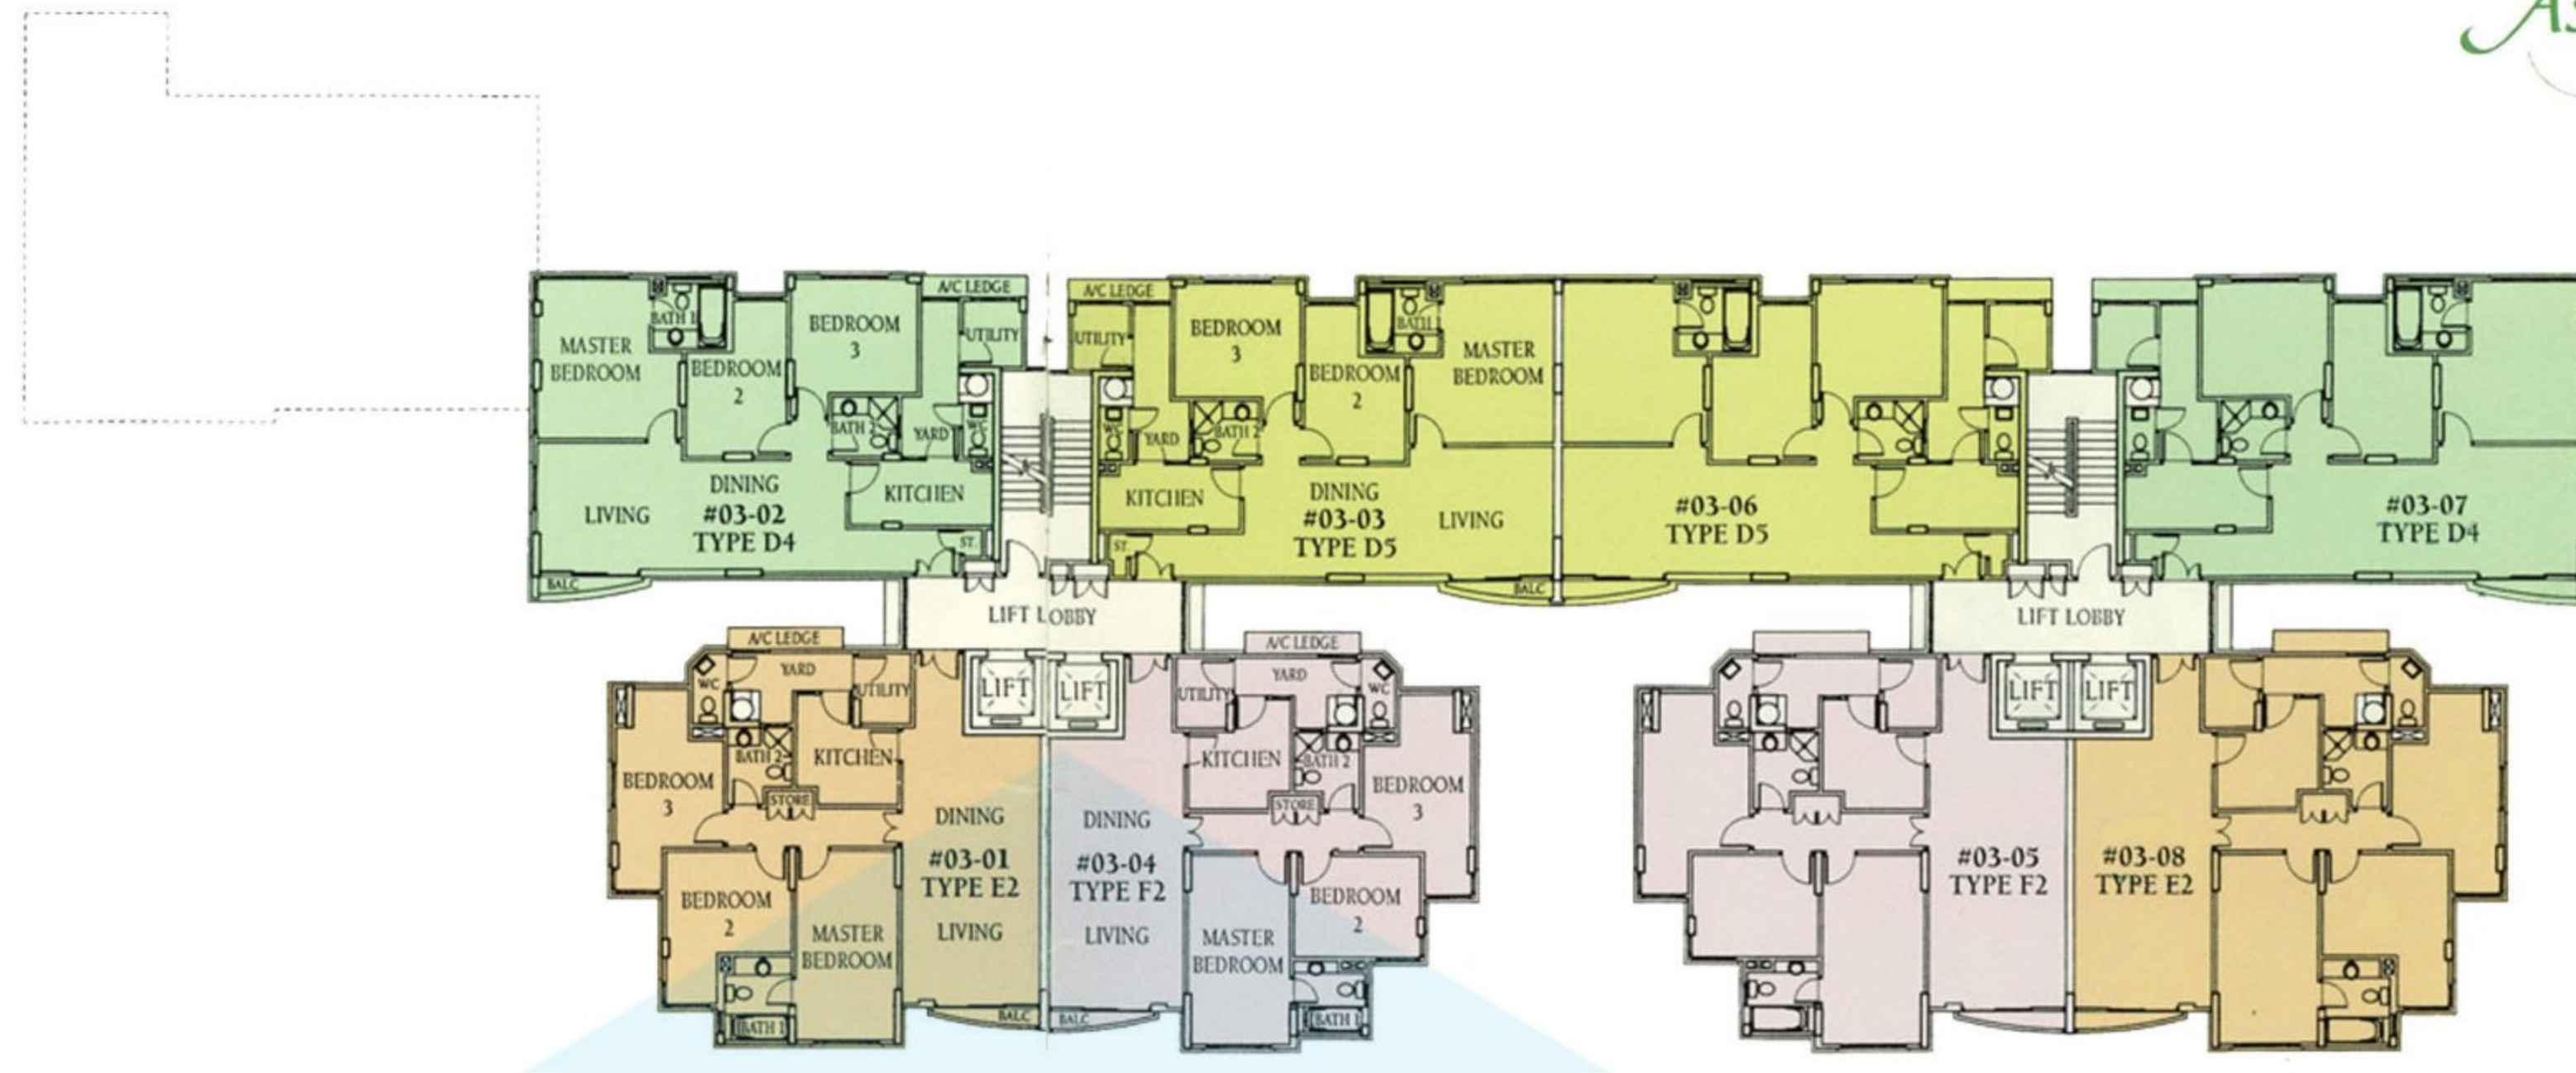 As
A/C LEDGE
MASTER
BEDROOM
BATH 1
BEDROOM
2
BEDROOM
3
UTILITY
BATH 2
YARD
WC
KITCHEN
LIVING
DINING
#03-02
TYPE D4
ST.
BALC
A/C LEDGE
UTILITY
BEDROOM
3
BEDROOM
2
BATH 1
MASTER
BEDROOM
WC
YARD
BATH 2
KITCHEN
DINING
#03-03
TYPE D5
LIVING
ST.
BALC
#03-06
TYPE D5
#03-07
TYPE D4
LIFT LOBBY
LIFT LOBBY
A/C LEDGE
WC
YARD
UTILITY
LIFT
LIFT
BEDROOM
3
BATH 2
KITCHEN
STORE
DINING
#03-01
TYPE E2
LIVING
BEDROOM
2
MASTER
BEDROOM
BATH 1
BALC
A/C LEDGE
UTILITY
YARD
WC
KITCHEN
BATH 2
BEDROOM
3
STORE
DINING
#03-04
TYPE F2
LIVING
MASTER
BEDROOM
BEDROOM
2
BATH 1
BALC
LIFT
LIFT
#03-05
TYPE F2
#03-08
TYPE E2